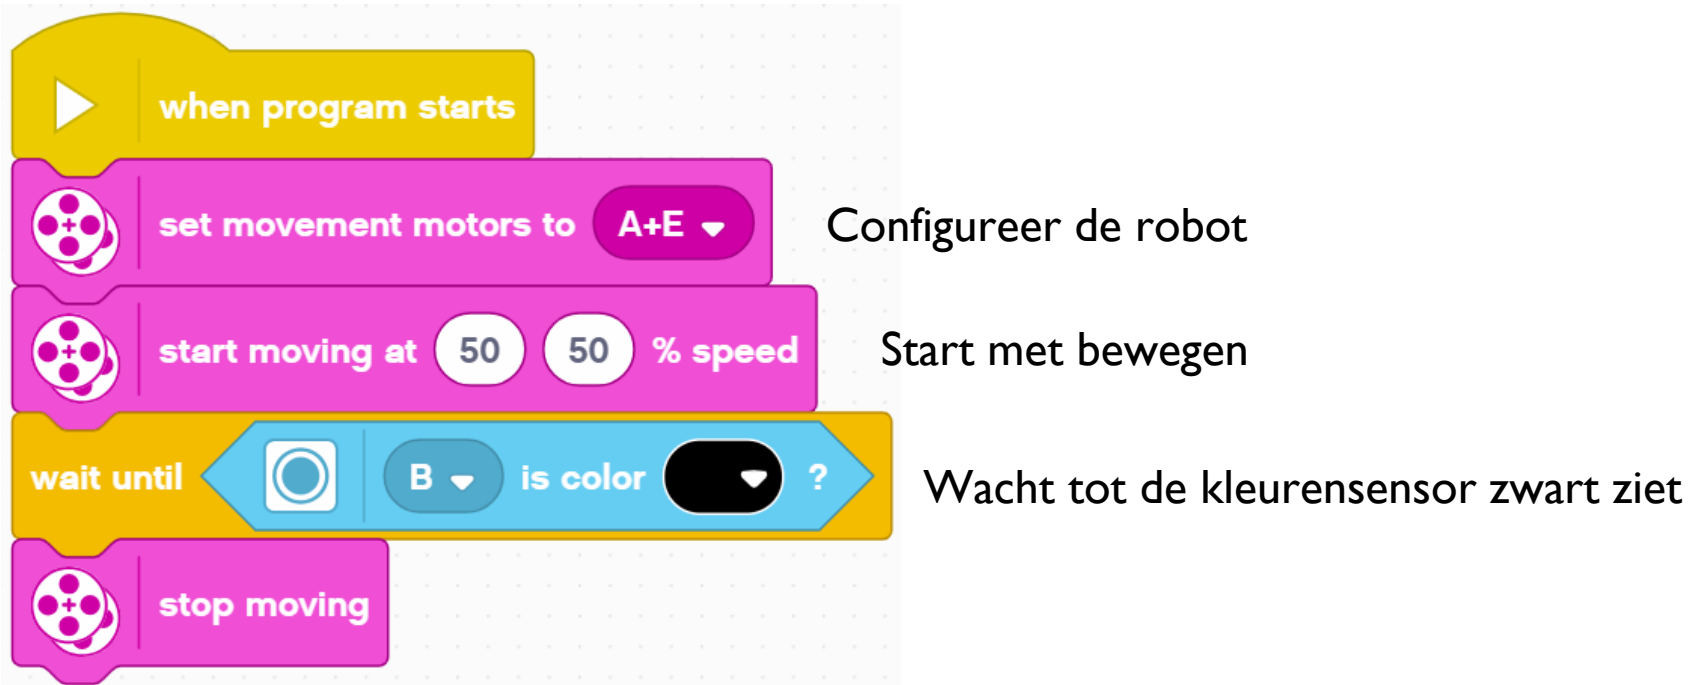 when program starts
set movement motors to A+E
Configureer de robot
start moving at 50 50 % speed
Start met bewegen
wait until B is color ?
Wacht tot de kleurensensor zwart ziet
stop moving